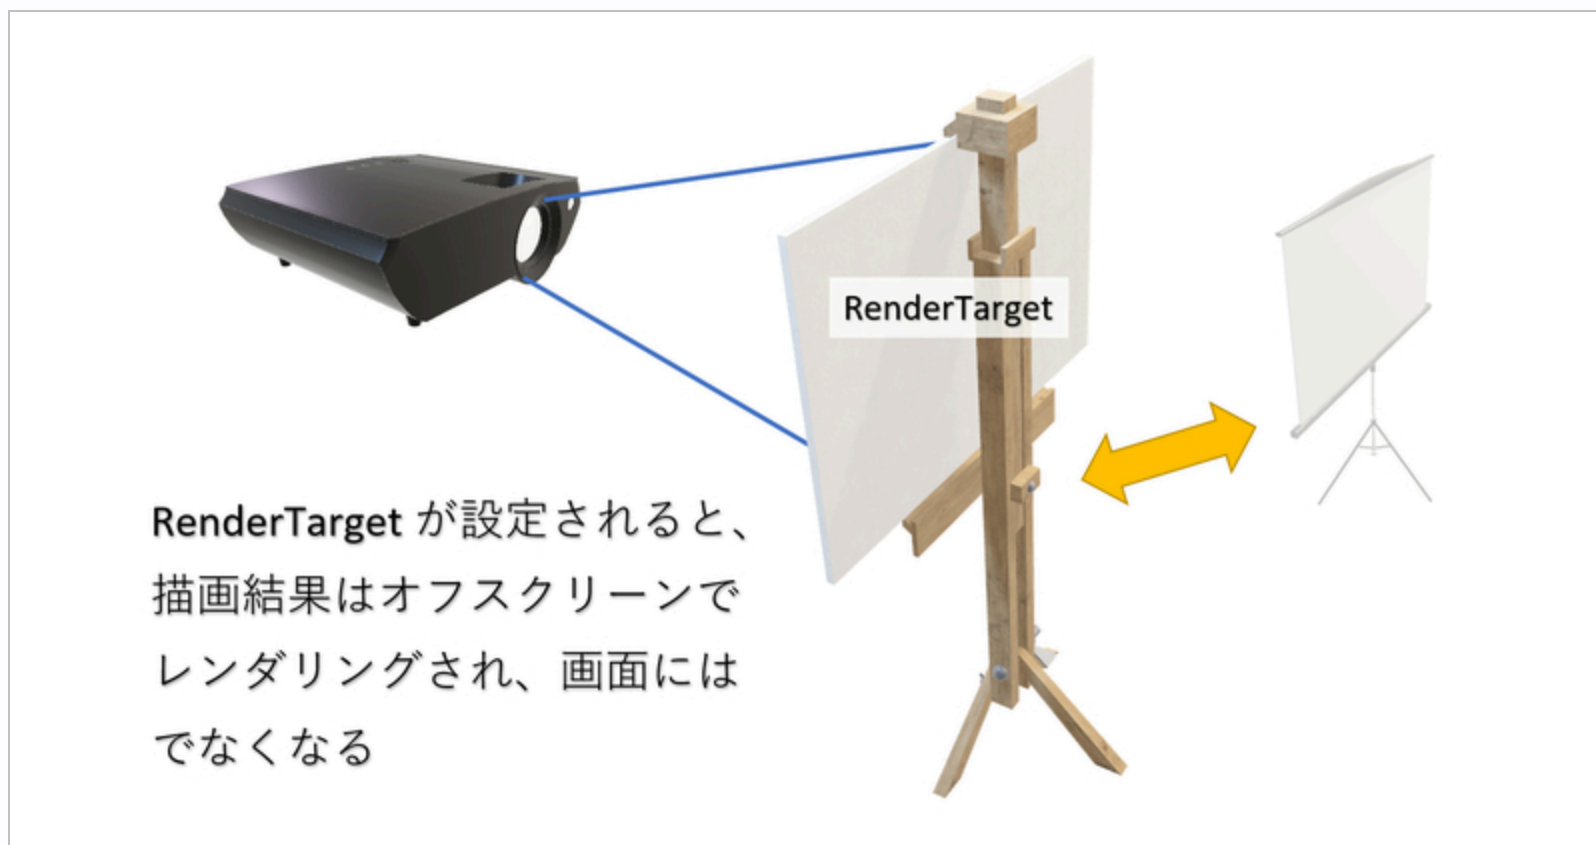 RenderTarget
RenderTarget が設定されると、
描画結果はオフスクリーンで
レンダリングされ、画面には
でなくなる